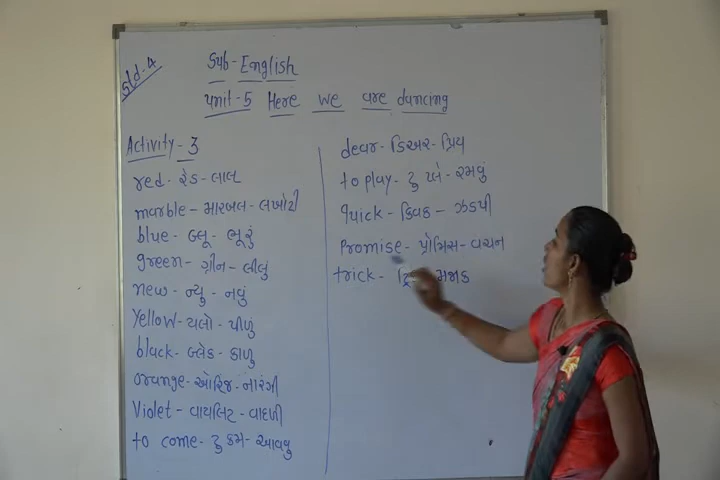 Std-4
Sub-English
Unit-5 Here we are dancing
Activity-3
red-રેડ-લાલ
marble-મારબલ-લખોટી
blue-બ્લૂ-ભૂરું
green-ગ્રીન-લીલું
new-ન્યુ-નવું
Yellow-યલો-પીળું
black-બ્લેક-કાળું
orange-ઓરિંજ-નારંગી
Violet-વાયલિટ-વાદળી
to come-ટુ કમ-આવવુ
dear-ડિઅર-પ્રિય
to play-ટુ પ્લે-રમવું
quick-ક્વિક-ઝડપી
Promise-પ્રોમિસ-વચન
trick-